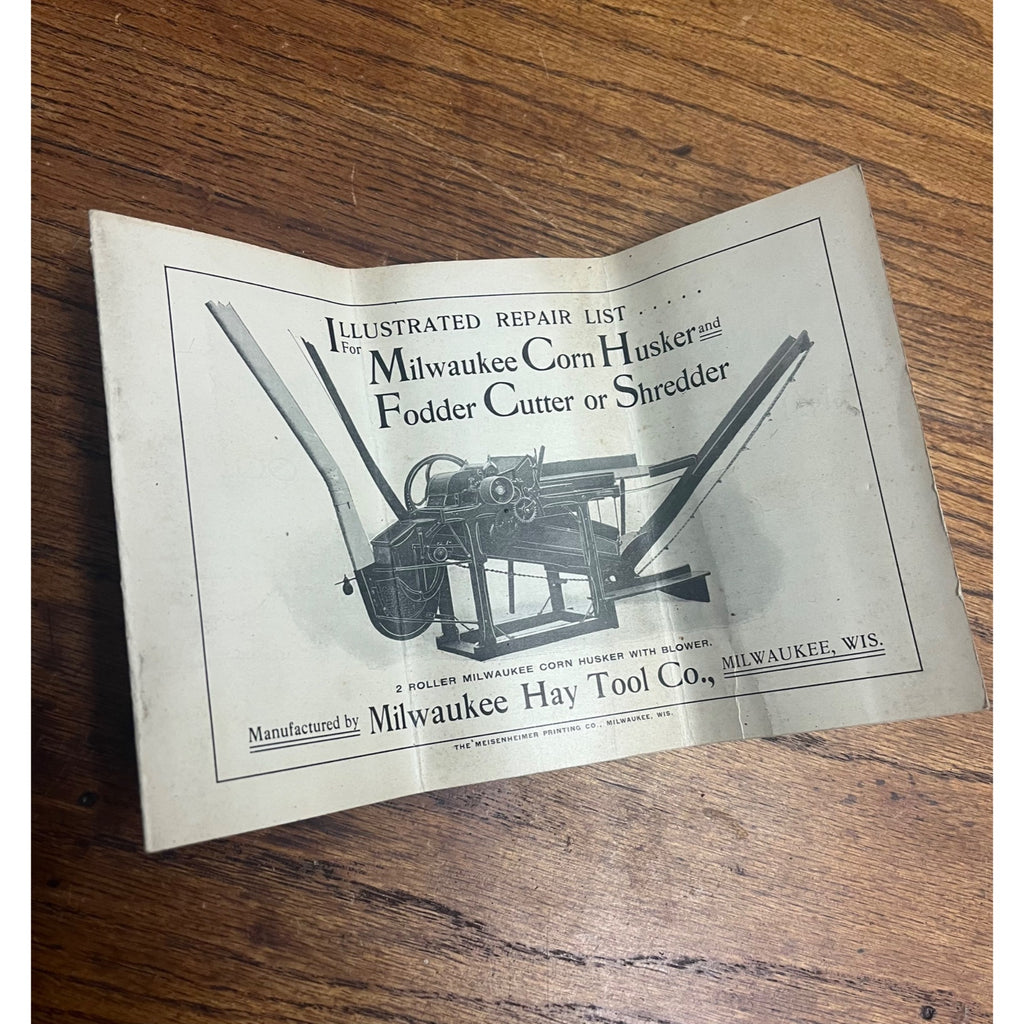 ILLUSTRATED REPAIR LIST .....
For Milwaukee Corn Husker and
Fodder Cutter or Shredder
2 ROLLER MILWAUKEE CORN HUSKER WITH BLOWER.
Manufactured by Milwaukee Hay Tool Co., MILWAUKEE, WIS.
THE MEISENHEIMER PRINTING CO., MILWAUKEE, WIS.